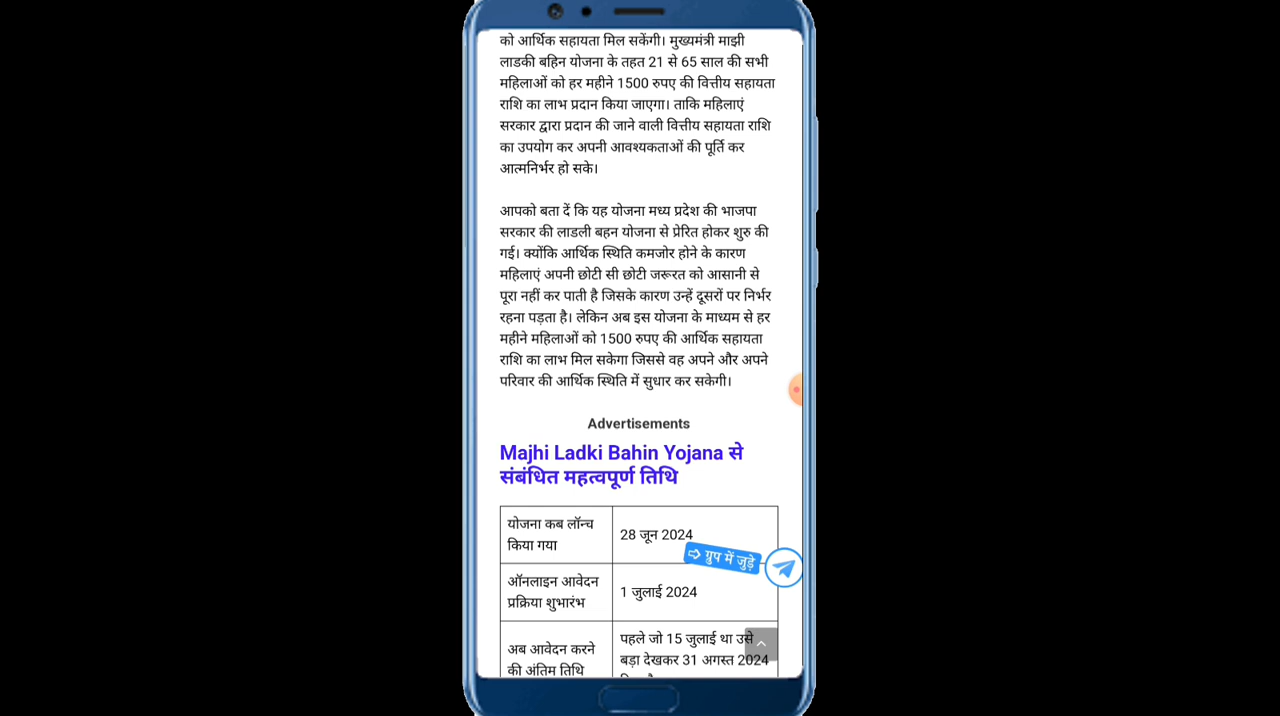 को आर्थिक सहायता मिल सकेंगी। मुख्यमंत्री माझी
लाडकी बहिन योजना के तहत 21 से 65 साल की सभी
महिलाओं को हर महीने 1500 रुपए की वित्तीय सहायता
राशि का लाभ प्रदान किया जाएगा। ताकि महिलाएं
सरकार द्वारा प्रदान की जाने वाली वित्तीय सहायता राशि
का उपयोग कर अपनी आवश्यकताओं की पूर्ति कर
आत्मनिर्भर हो सके।
आपको बता दें कि यह योजना मध्य प्रदेश की भाजपा
सरकार की लाडली बहन योजना से प्रेरित होकर शुरु की
गई। क्योंकि आर्थिक स्थिति कमजोर होने के कारण
महिलाएं अपनी छोटी सी छोटी जरूरत को आसानी से
पूरा नहीं कर पाती है जिसके कारण उन्हें दूसरों पर निर्भर
रहना पड़ता है। लेकिन अब इस योजना के माध्यम से हर
महीने महिलाओं को 1500 रुपए की आर्थिक सहायता
राशि का लाभ मिल सकेगा जिससे वह अपने और अपने
परिवार की आर्थिक स्थिति में सुधार कर सकेगी।
Advertisements
Majhi Ladki Bahin Yojana से
संबंधित महत्वपूर्ण तिथि
योजना कब लॉन्च
किया गया
28 जून 2024
➩ ग्रुप में जुड़े
ऑनलाइन आवेदन
प्रक्रिया शुभारंभ
1 जुलाई 2024
अब आवेदन करने
की अंतिम तिथि
पहले जो 15 जुलाई था उसे
बड़ा देखकर 31 अगस्त 2024